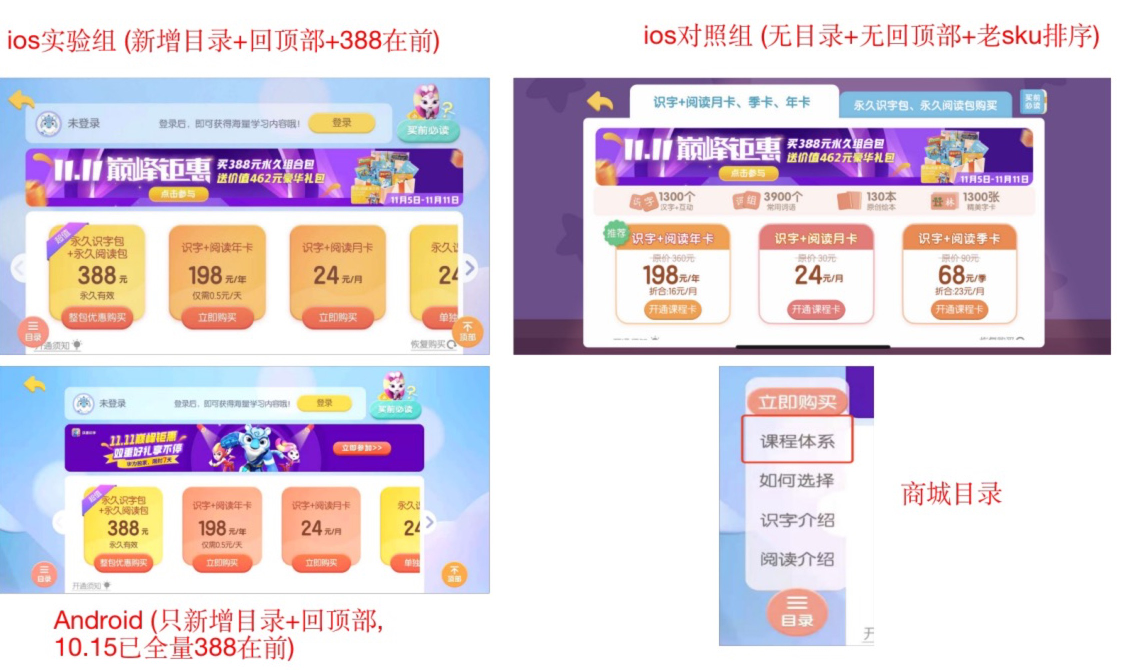 ios实验组 (新增目录+回顶部+388在前)
ios对照组 (无目录+无回顶部+老sku排序)
未登录
登录后，即可获得海量学习内容哦！
登录
买前必读
11.11 巅峰钜惠
买388元永久组合包
送价值462元豪华礼包
点击参与
11月5日-11月11日
超值
永久识字包
+永久阅读包
388元
永久有效
整包优惠购买
识字+阅读年卡
198元/年
仅需0.5元/天
立即购买
识字+阅读月卡
24元/月
立即购买
永久识
24
单独
目录
顶部
开通须知
恢复购买
识字+阅读月卡、季卡、年卡
永久识字包、永久阅读包购买
买前
必读
11.11 巅峰钜惠
买388元永久组合包
送价值462元豪华礼包
点击参与
11月5日-11月11日
识字
1300个
汉字+互动
词组
3900个
常用词语
130本
原创绘本
1300张
精美字卡
推荐
识字+阅读年卡
原价 360元
198元/年
折合:16元/月
开通课程卡
识字+阅读月卡
原价 30元
24元/月
开通课程卡
识字+阅读季卡
原价 90元
68元/季
折合:23元/月
开通课程卡
未登录
登录后，即可获得海量学习内容哦！
登录
买前必读
11.11巅峰钜惠
双重好礼享不停
立即参加>>
超值
永久识字包
+永久阅读包
388元
永久有效
整包优惠购买
识字+阅读年卡
198元/年
仅需0.5元/天
立即购买
识字+阅读月卡
24元/月
立即购买
永久识
24
单独
目录
顶部
开通须知
Android (只新增目录+回顶部,
10.15已全量388在前)
立即购买
课程体系
如何选择
识字介绍
阅读介绍
目录
开
商城目录